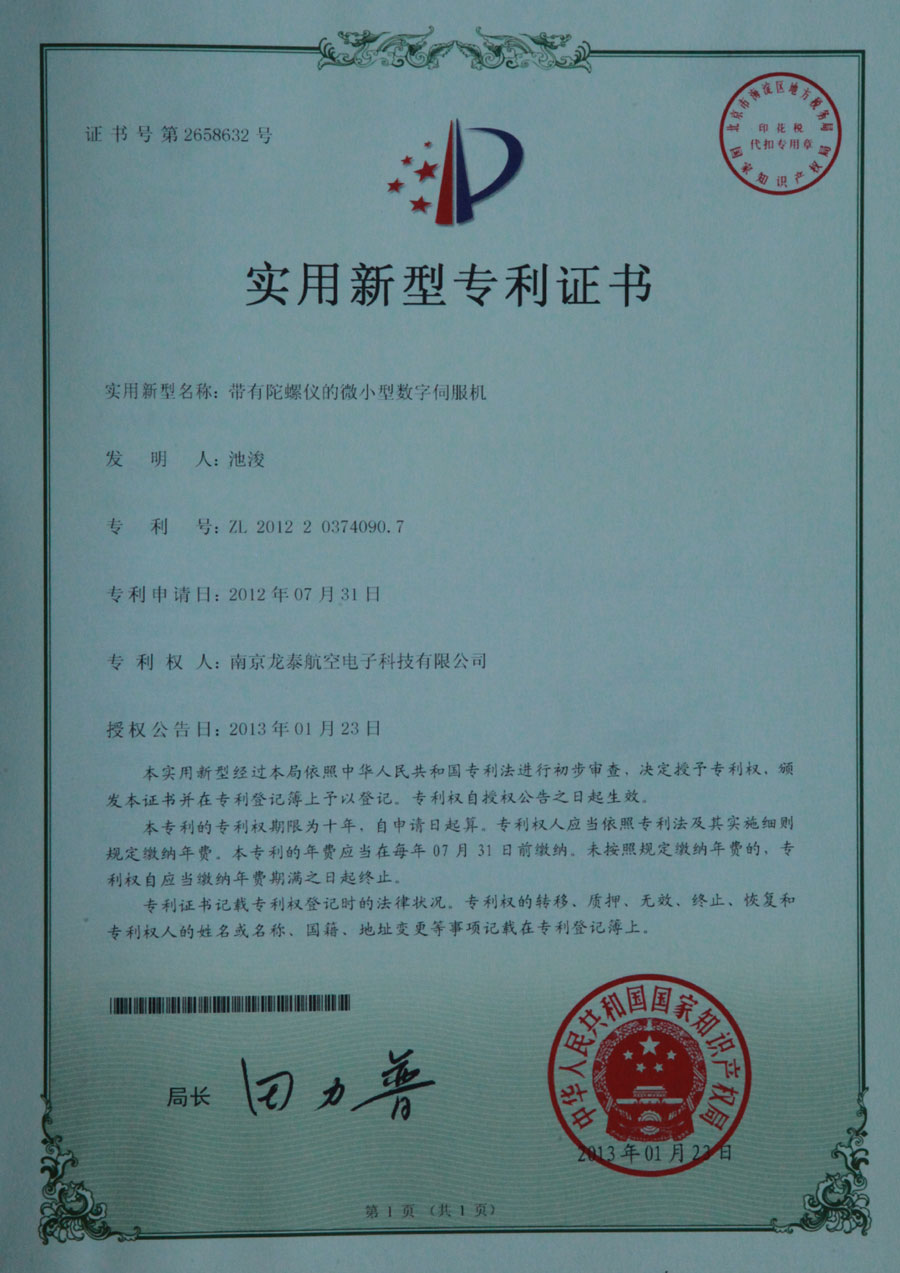 证书号第2658632号
北京市海淀区地方税务局
印花税
代扣专用章
国家知识产权局
实用新型专利证书
实用新型名称：带有陀螺仪的微小型数字伺服机
发明人：池浚
专利号：ZL 2012 2 0374090.7
专利申请日：2012年07月31日
专利权人：南京龙泰航空电子科技有限公司
授权公告日：2013年01月23日
本实用新型经过本局依照中华人民共和国专利法进行初步审查，决定授予专利权，颁
发本证书并在专利登记簿上予以登记。专利权自授权公告之日起生效。
本专利的专利权期限为十年，自申请日起算。专利权人应当依照专利法及其实施细则
规定缴纳年费。本专利的年费应当在每年07月31日前缴纳。未按照规定缴纳年费的，专
利权自应当缴纳年费期满之日起终止。
专利证书记载专利权登记时的法律状况。专利权的转移、质押、无效、终止、恢复和
专利权人的姓名或名称、国籍、地址变更等事项记载在专利登记簿上。
局长 田力普
中华人民共和国国家知识产权局
2013年01月23日
第1页（共1页）